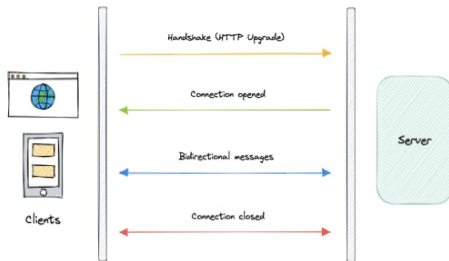 Handshake (HTTP Upgrade)
Connection opened
Bidirectional messages
Connection closed
Clients
Server